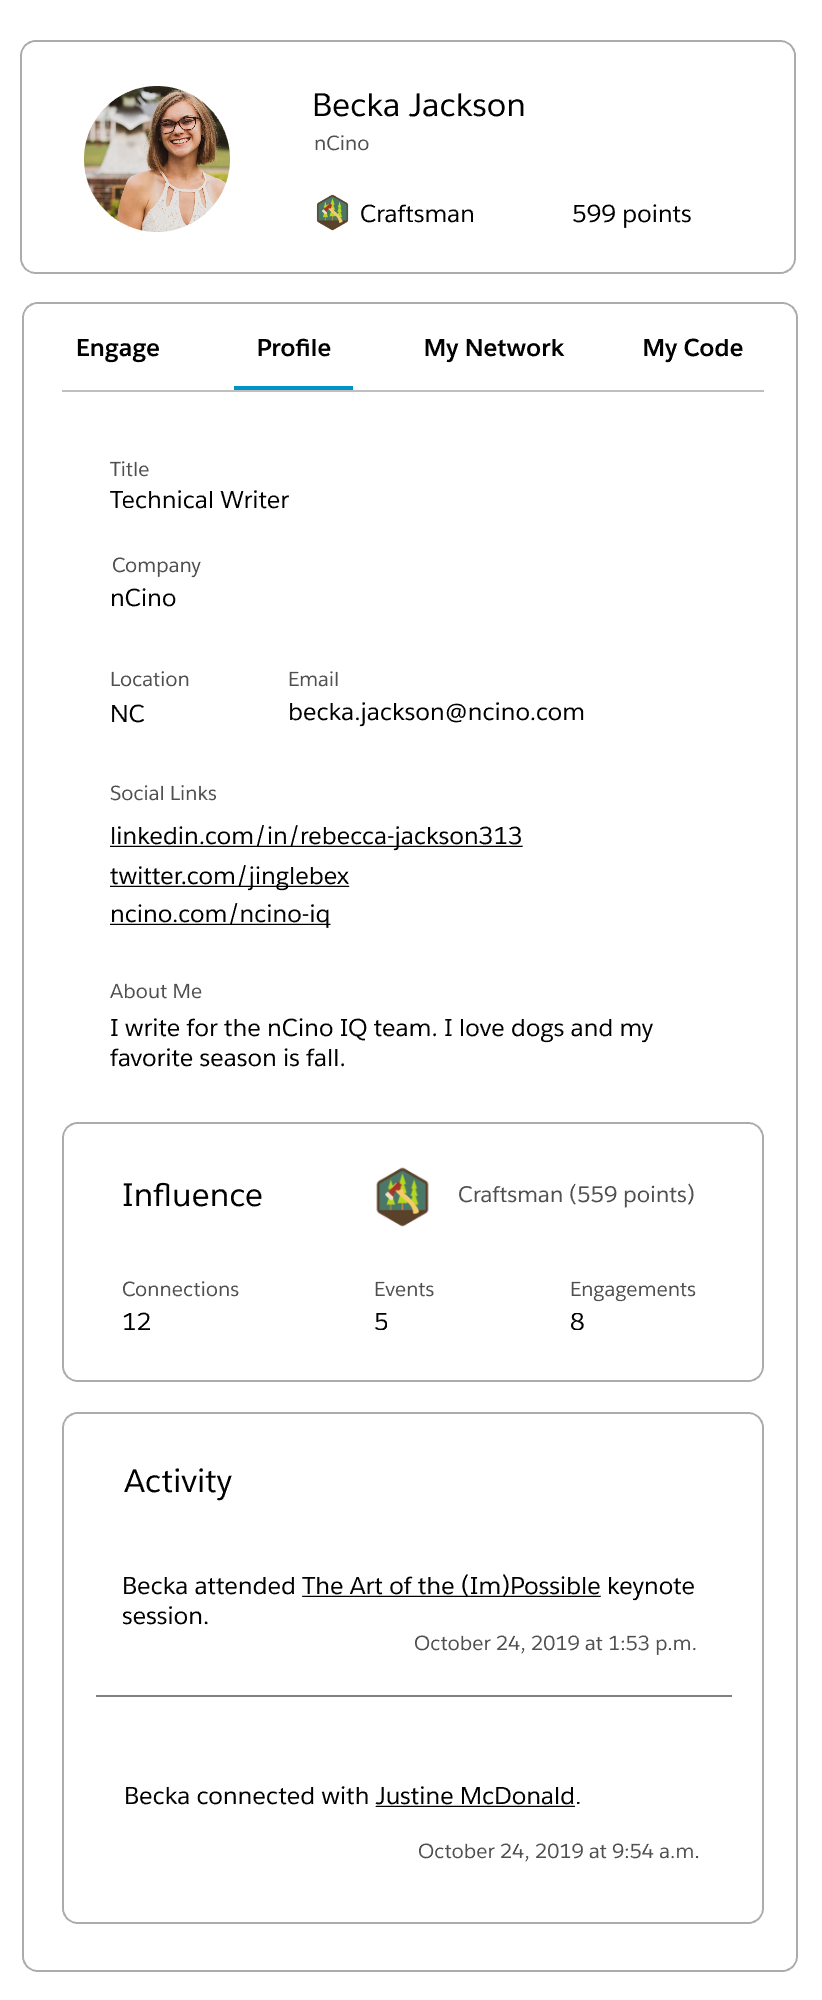 Becka Jackson
nCino
Craftsman 599 points
Engage Profile My Network My Code
Title
Technical Writer
Company
nCino
Location Email
NC becka.jackson@ncino.com
Social Links
linkedin.com/in/rebecca-jackson313
twitter.com/jinglebex
ncino.com/ncino-iq
About Me
I write for the nCino IQ team. I love dogs and my
favorite season is fall.
Influence Craftsman (559 points)
Connections Events Engagements
12 5 8
Activity
Becka attended The Art of the (Im)Possible keynote
session.
October 24, 2019 at 1:53 p.m.
Becka connected with Justine McDonald.
October 24, 2019 at 9:54 a.m.